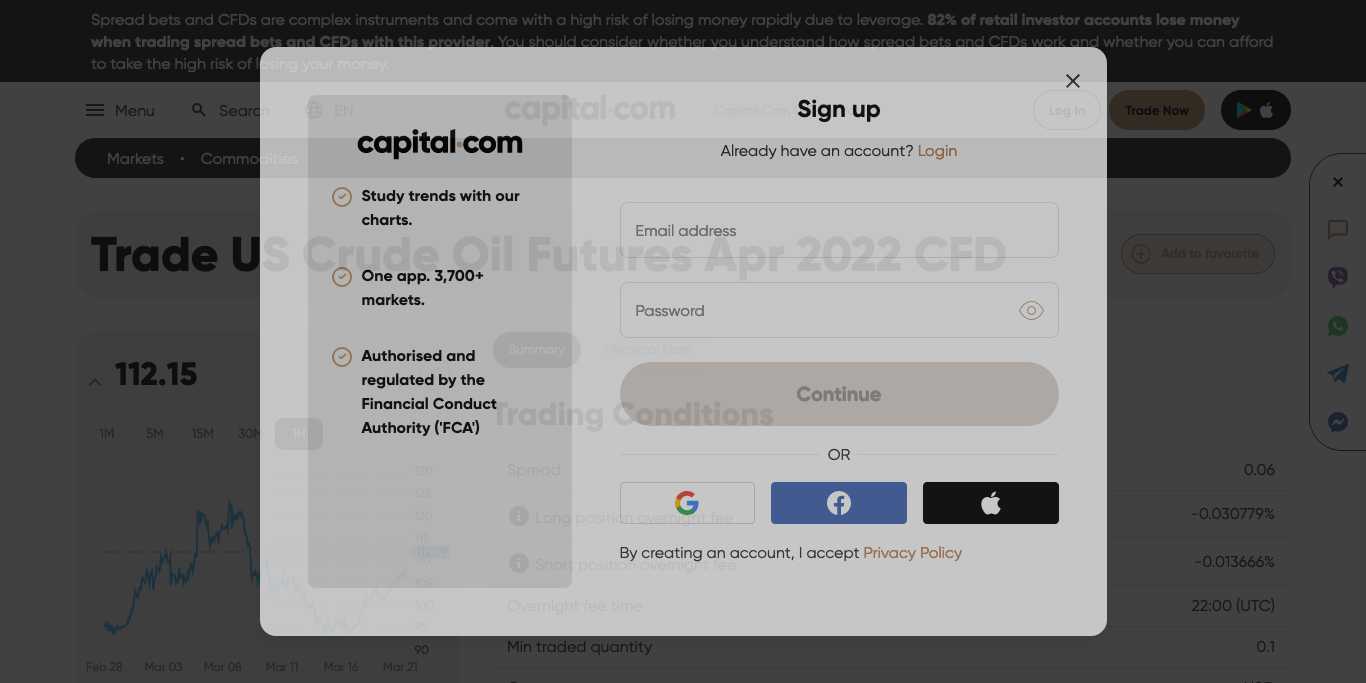 Spread bets and CFDs are complex instruments and come with a high risk of losing money rapidly due to leverage. 82% of retail investor accounts lose money
when trading spread bets and CFDs with this provider. You should consider whether you understand how spread bets and CFDs work and whether you can afford
to take the high risk of losing your money.
Menu
Search
EN
capital.com
Capital Com
Log In
Trade Now
Markets • Commodities
Trade US Crude Oil Futures Apr 2022 CFD
Add to favourite
112.15
1M
5M
15M
30M
1H
130
125
120
115
112.09
110
105
100
95
90
Feb 28
Mar 03
Mar 08
Mar 11
Mar 16
Mar 21
Summary
Historical Data
Trading Conditions
Spread
0.06
Long position overnight fee
-0.030779%
Short position overnight fee
-0.013666%
Overnight fee time
22:00 (UTC)
Min traded quantity
0.1
capital.com
Study trends with our
charts.
One app. 3,700+
markets.
Authorised and
regulated by the
Financial Conduct
Authority ('FCA')
Sign up
Already have an account? Login
Email address
Password
Continue
OR
By creating an account, I accept Privacy Policy